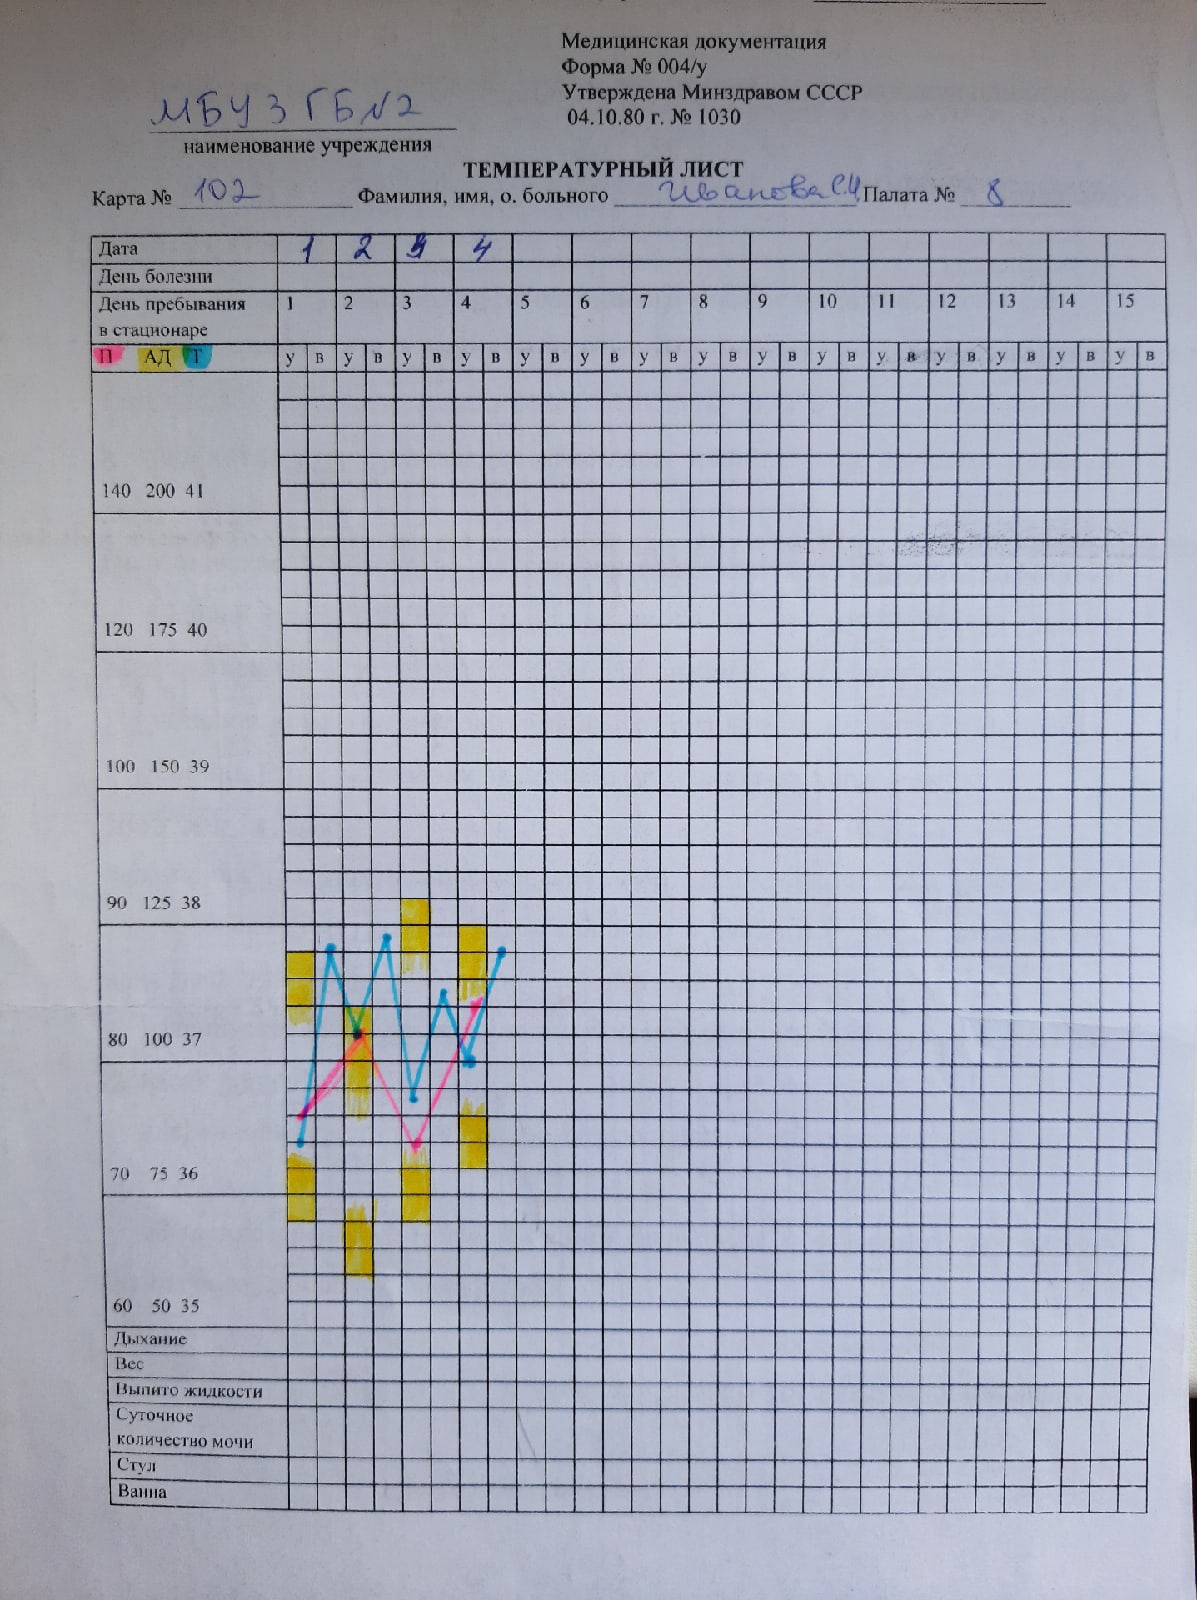 Медицинская документация
Форма № 004/у
Утверждена Минздравом СССР
04.10.80 г. № 1030
МБУЗ ГБ№2
наименование учреждения
ТЕМПЕРАТУРНЫЙ ЛИСТ
Карта № 102 Фамилия, имя, о. больного Иванова С.И. Палата № 8
Дата 1 2 3 4
День болезни
День пребывания 1 2 3 4 5 6 7 8 9 10 11 12 13 14 15
в стационаре
П АД Т у в у в у в у в у в у в у в у в у в у в у в у в у в у в у в
140 200 41
120 175 40
100 150 39
90 125 38
80 100 37
70 75 36
60 50 35
Дыхание
Вес
Выпито жидкости
Суточное
количество мочи
Стул
Ванна